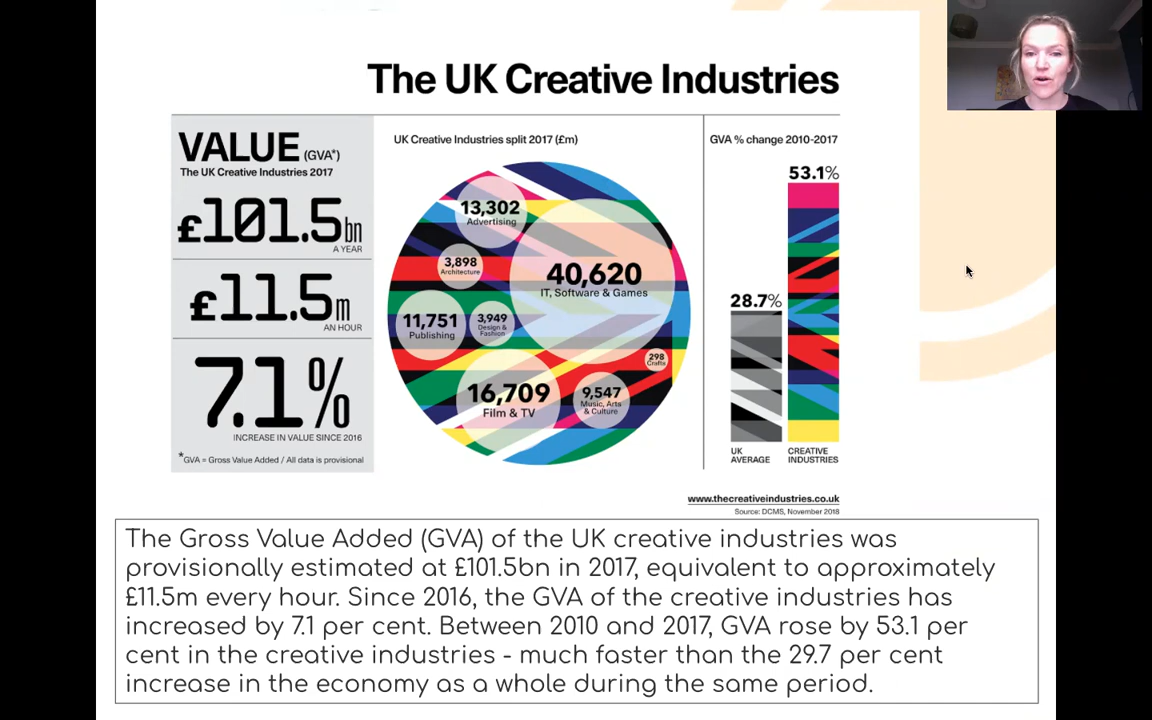 The UK Creative Industries
VALUE (GVA*)
The UK Creative Industries 2017
£101.5bn
A YEAR
£11.5m
AN HOUR
7.1%
INCREASE IN VALUE SINCE 2016
*GVA = Gross Value Added / All data is provisional
UK Creative Industries split 2017 (£m)
13,302
Advertising
3,898
Architecture
40,620
IT, Software & Games
11,751
Publishing
3,949
Design &
Fashion
298
Crafts
16,709
Film & TV
9,547
Music, Arts
& Culture
GVA % change 2010-2017
53.1%
28.7%
UK
AVERAGE
CREATIVE
INDUSTRIES
www.thecreativeindustries.co.uk
Source: DCMS, November 2018
The Gross Value Added (GVA) of the UK creative industries was
provisionally estimated at £101.5bn in 2017, equivalent to approximately
£11.5m every hour. Since 2016, the GVA of the creative industries has
increased by 7.1 per cent. Between 2010 and 2017, GVA rose by 53.1 per
cent in the creative industries - much faster than the 29.7 per cent
increase in the economy as a whole during the same period.